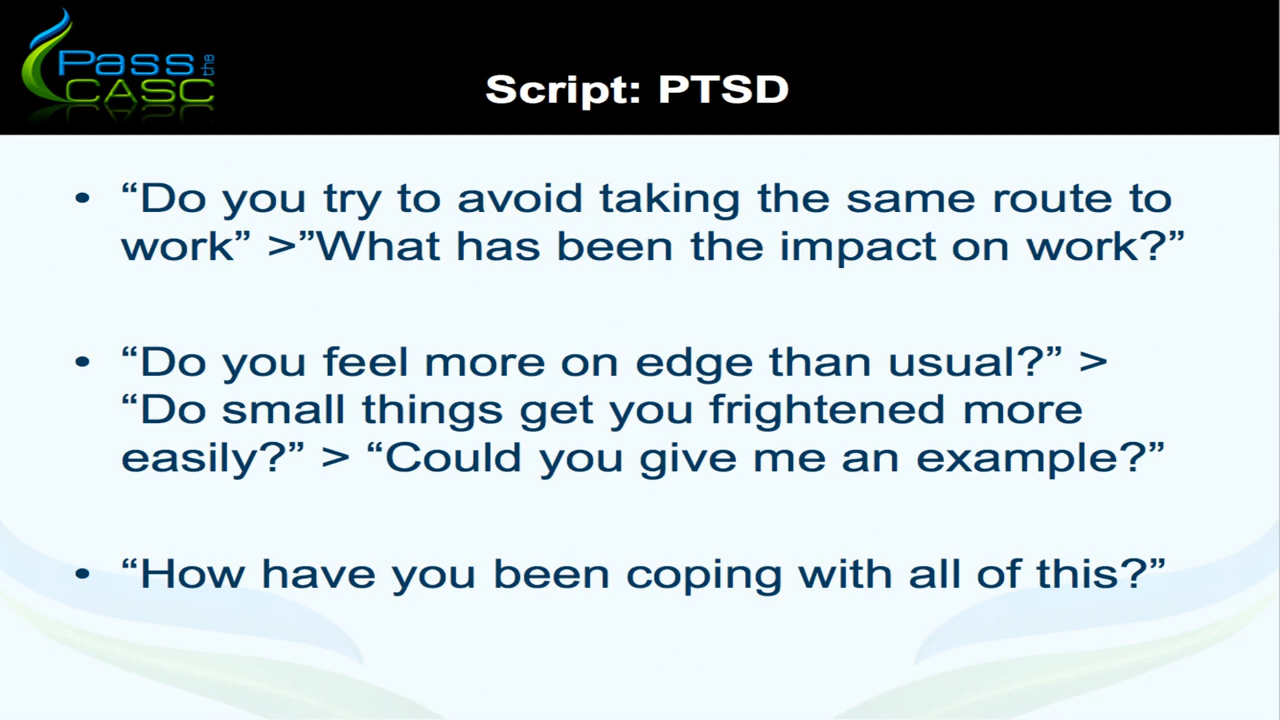 Pass the
CASC
Script: PTSD
• “Do you try to avoid taking the same route to
work” >”What has been the impact on work?”
• “Do you feel more on edge than usual?” >
“Do small things get you frightened more
easily?” > “Could you give me an example?”
• “How have you been coping with all of this?”